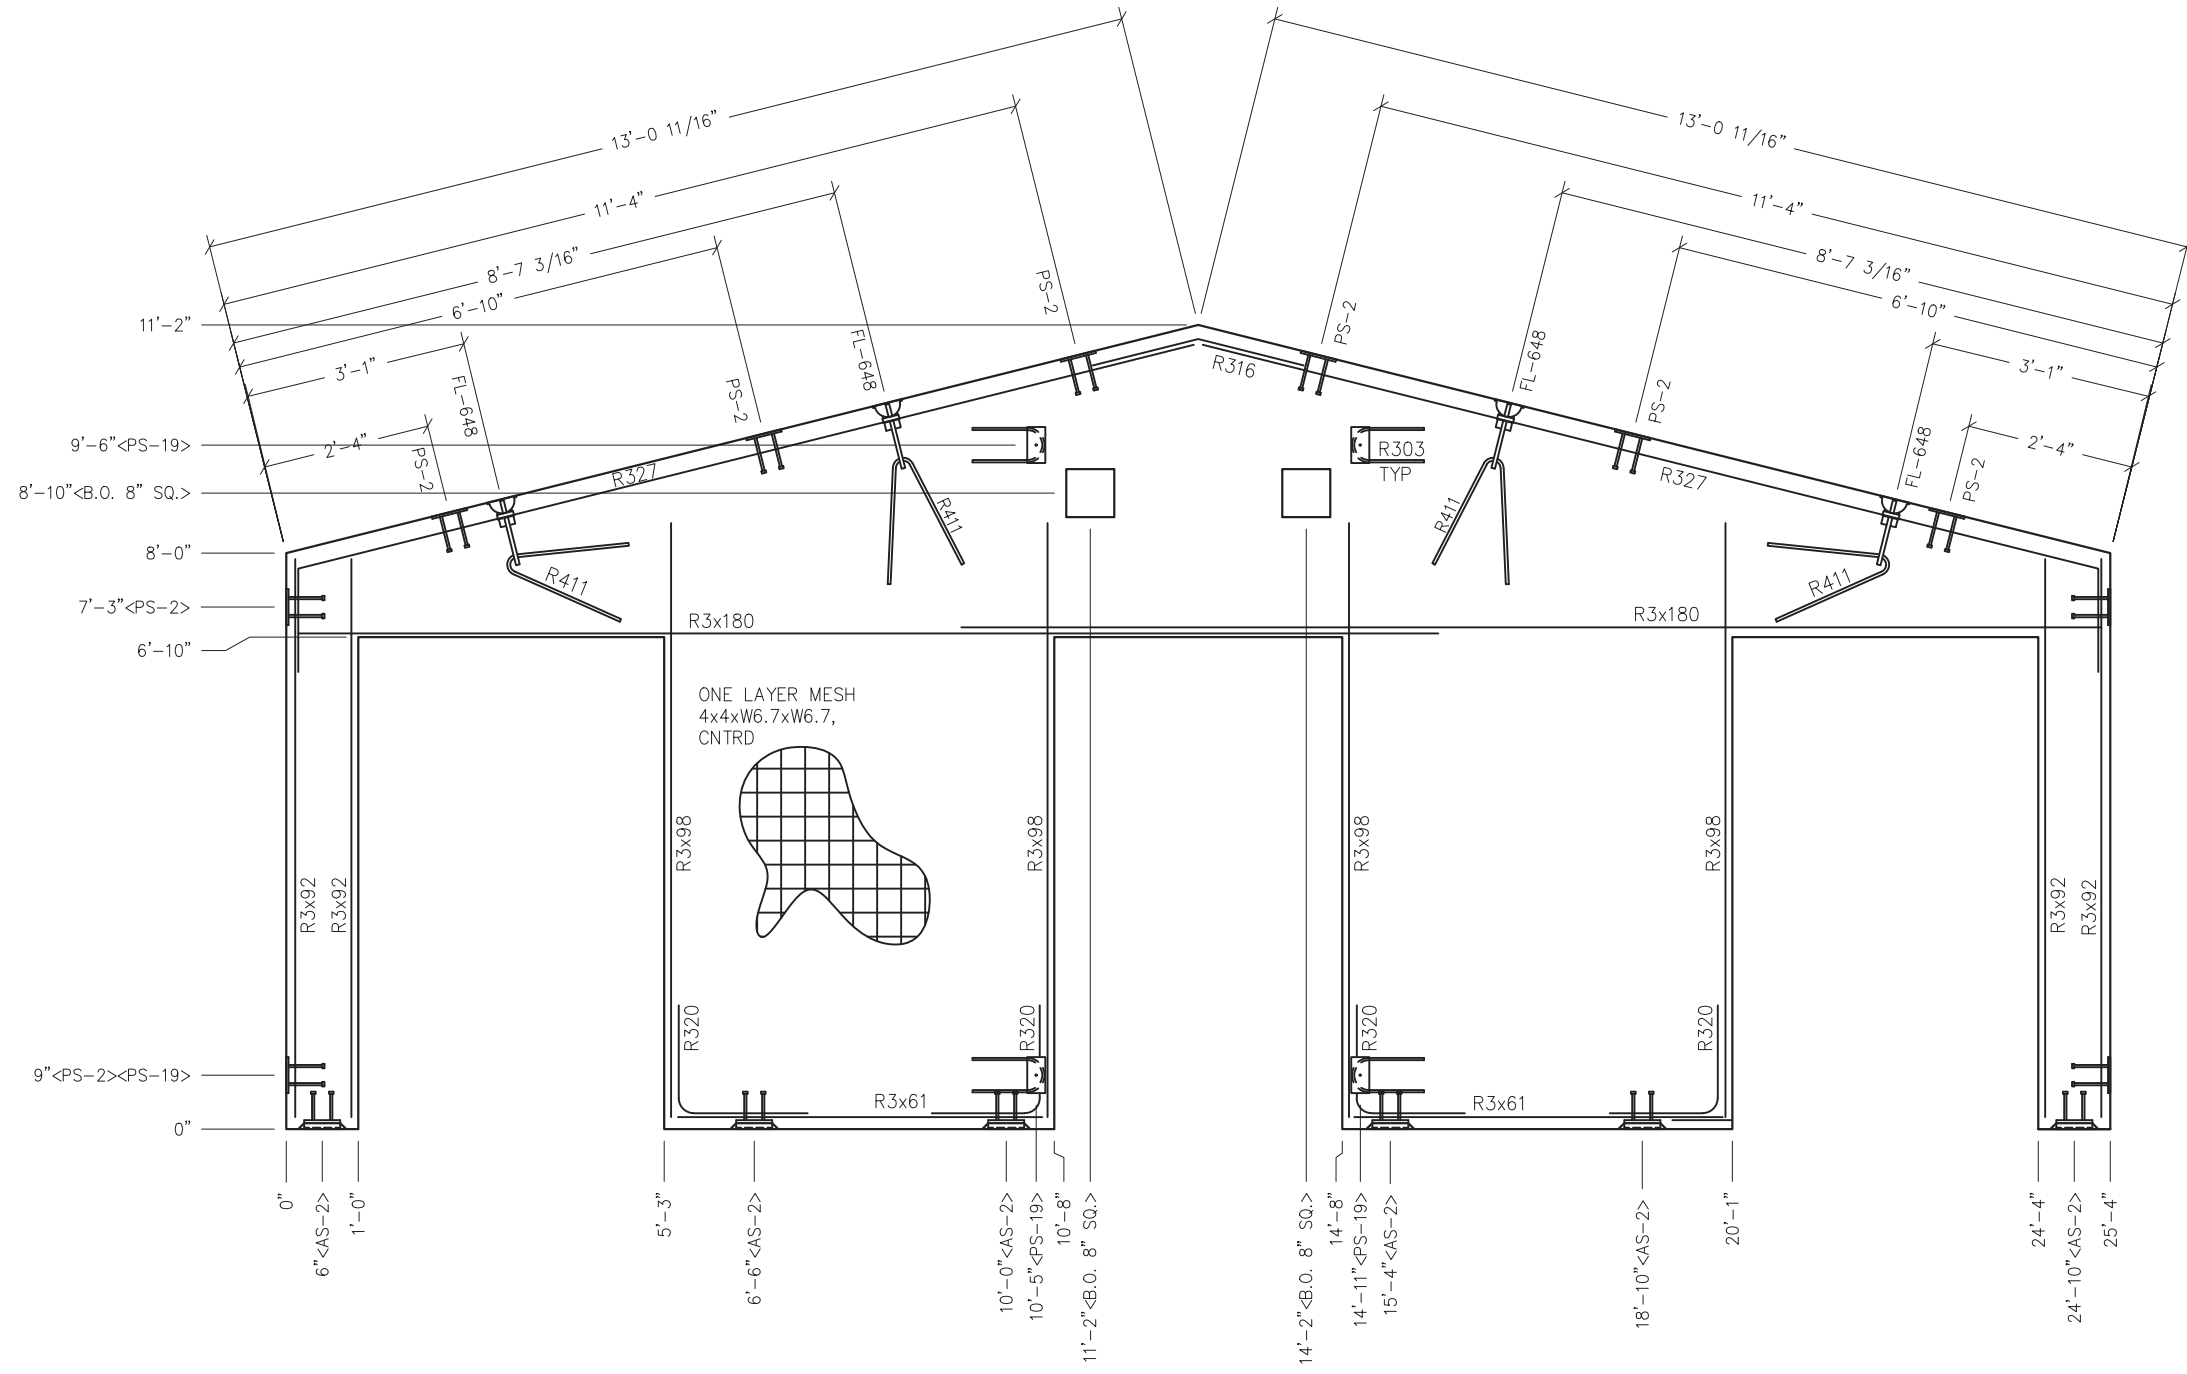 13'-0 11/16"
13'-0 11/16"
11'-4"
11'-4"
8'-7 3/16"
8'-7 3/16"
6'-10"
6'-10"
3'-1"
3'-1"
2'-4"
2'-4"
PS-2
FL-648
PS-2
FL-648
PS-2
PS-2
FL-648
PS-2
FL-648
PS-2
11'-2"
9'-6"<PS-19>
8'-10"<B.O. 8" SQ.>
8'-0"
7'-3"<PS-2>
6'-10"
9"<PS-2><PS-19>
0"
R316
R327
R327
R303
TYP
R411
R411
R411
R411
R3x180
R3x180
ONE LAYER MESH
4x4xW6.7xW6.7,
CNTRD
R3x92
R3x92
R3x98
R3x98
R3x98
R3x98
R3x92
R3x92
R320
R320
R320
R320
R3x61
R3x61
0"
6"<AS-2>
1'-0"
5'-3"
6'-6"<AS-2>
10'-0"<AS-2>
10'-5"<PS-19>
10'-8"
11'-2"<B.O. 8" SQ.>
14'-2"<B.O. 8" SQ.>
14'-8"
14'-11"<PS-19>
15'-4"<AS-2>
18'-10"<AS-2>
20'-1"
24'-4"
24'-10"<AS-2>
25'-4"